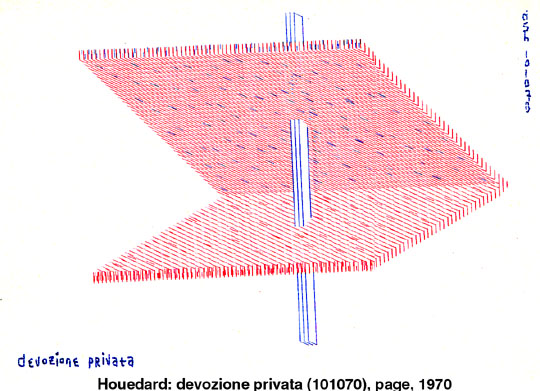 devozione privata
Houedard: devozione privata (101070), page, 1970